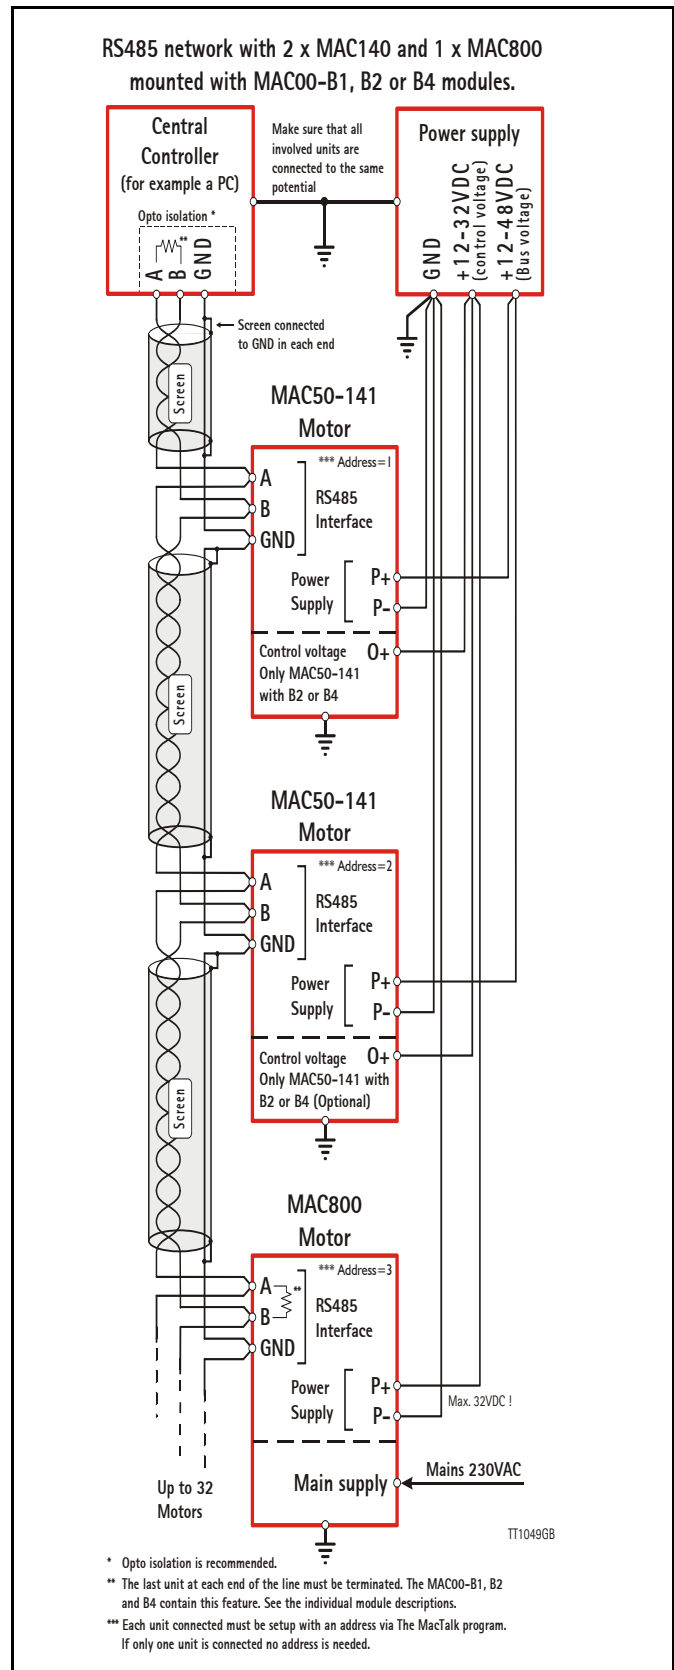 RS485 network with 2 x MAC140 and 1 x MAC800
mounted with MAC00-B1, B2 or B4 modules.
Central
Controller
(for example a PC)
Opto isolation *
**
A
B
GND
Make sure that all
involved units are
connected to the same
potential
Power supply
GND
+12-32VDC
(control voltage)
+12-48VDC
(Bus voltage)
Screen connected
to GND in each end
Screen
MAC50-141
Motor
*** Address=1
A
RS485
B
Interface
GND
Power
Supply
P+
P-
Control voltage
O+
Only MAC50-141
with B2 or B4
Screen
MAC50-141
Motor
*** Address=2
A
RS485
B
Interface
GND
Power
Supply
P+
P-
Control voltage
O+
Only MAC50-141 with
B2 or B4 (Optional)
Screen
MAC800
Motor
*** Address=3
A
**
RS485
B
Interface
GND
Power
Supply
P+
P-
Max. 32VDC !
Main supply
Mains 230VAC
Up to 32
Motors
TT1049GB
* Opto isolation is recommended.
** The last unit at each end of the line must be terminated. The MAC00-B1, B2
and B4 contain this feature. See the individual module descriptions.
*** Each unit connected must be setup with an address via The MacTalk program.
If only one unit is connected no address is needed.